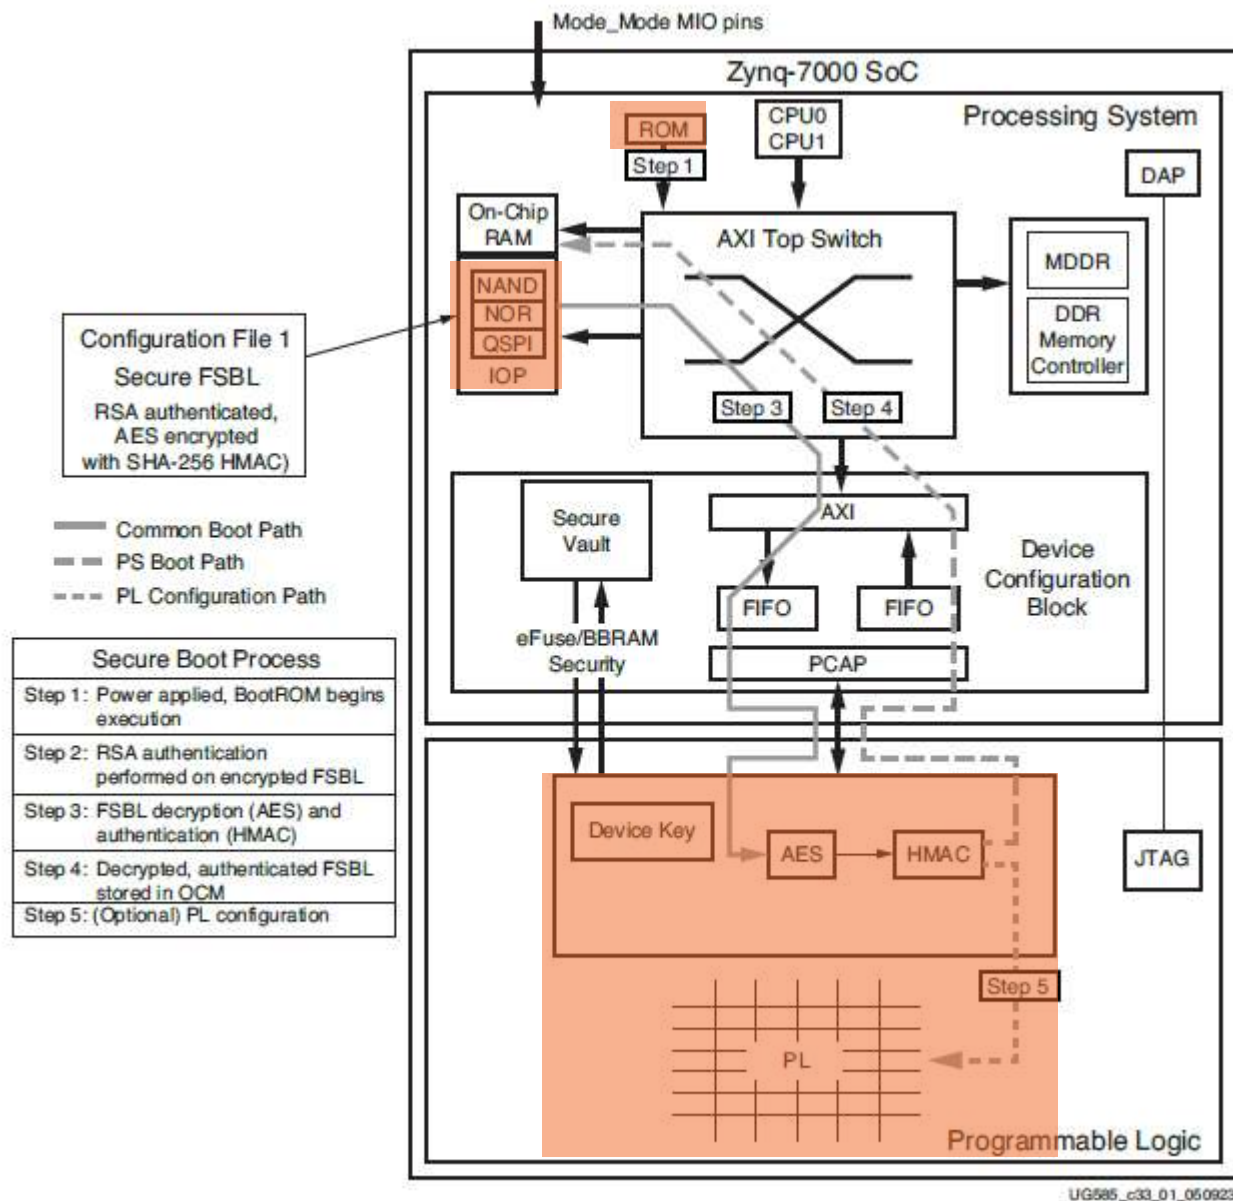 Mode_Mode MIO pins
Zynq-7000 SoC
Processing System
ROM
Step 1
CPU0
CPU1
DAP
On-Chip
RAM
AXI Top Switch
MDDR
DDR
Memory
Controller
NAND
NOR
QSPI
IOP
Configuration File 1
Secure FSBL
RSA authenticated,
AES encrypted
with SHA-256 HMAC)
Step 3
Step 4
Common Boot Path
PS Boot Path
PL Configuration Path
Secure
Vault
AXI
FIFO
FIFO
Device
Configuration
Block
eFuse/BBRAM
Security
PCAP
Secure Boot Process
Step 1: Power applied, BootROM begins
execution
Step 2: RSA authentication
performed on encrypted FSBL
Step 3: FSBL decryption (AES) and
authentication (HMAC)
Step 4: Decrypted, authenticated FSBL
stored in OCM
Step 5: (Optional) PL configuration
Device Key
AES
HMAC
JTAG
Step 5
PL
Programmable Logic
UG585_c33_01_050923